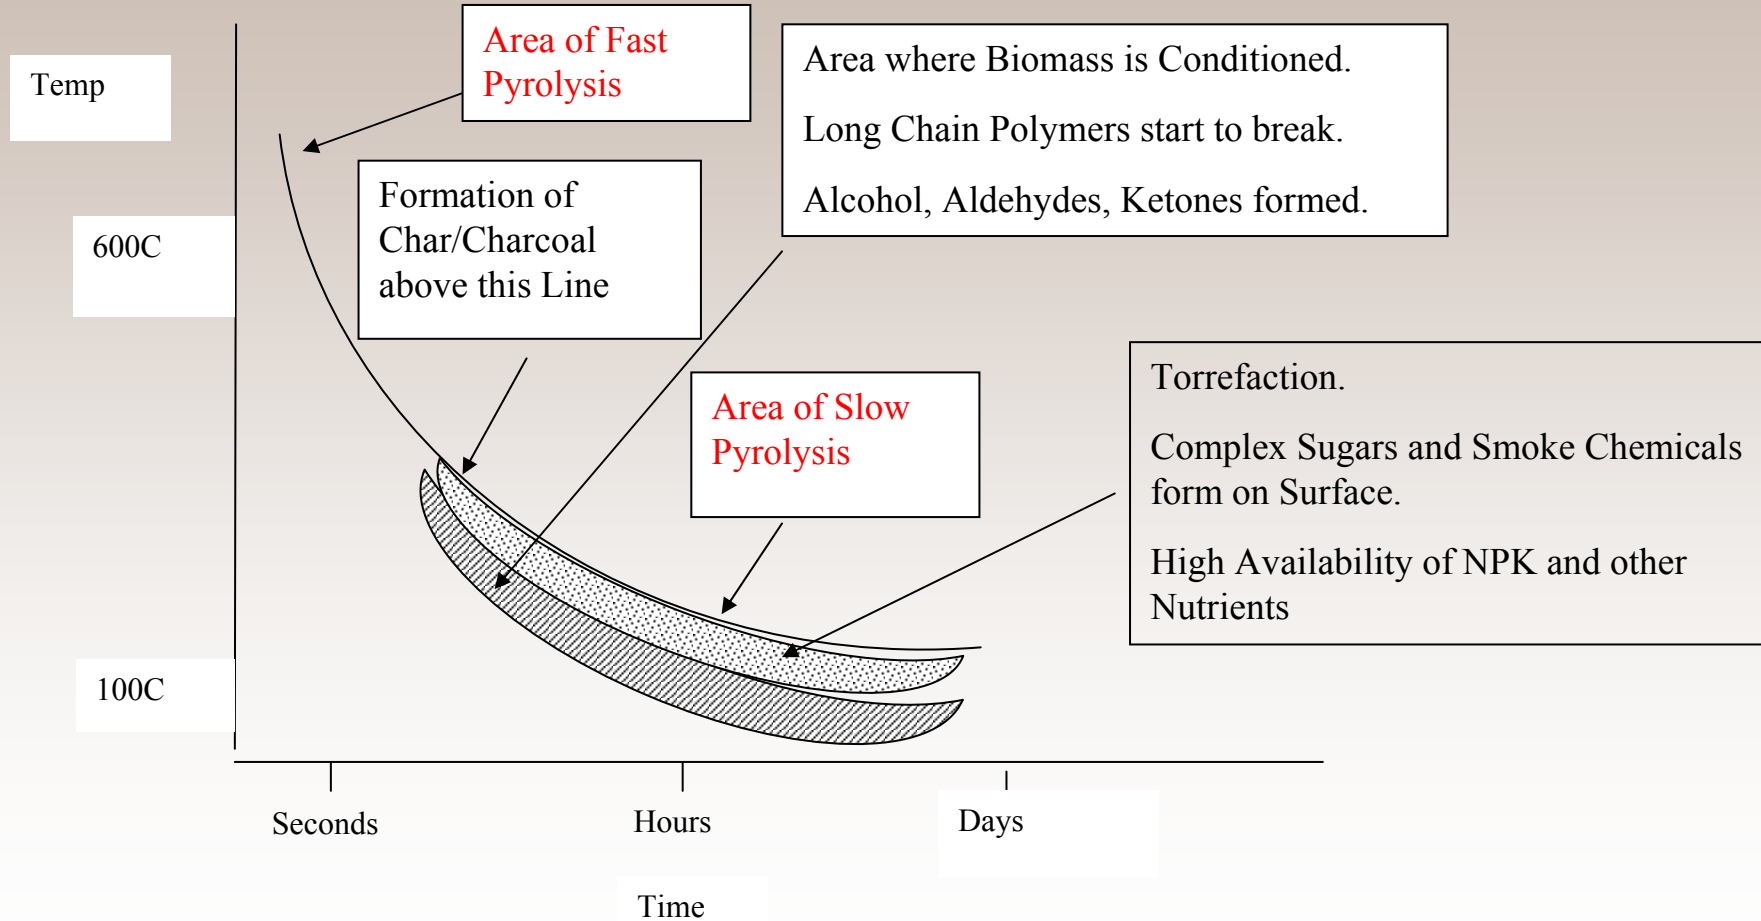 Temp
Area of Fast
Pyrolysis
Area where Biomass is Conditioned.
Long Chain Polymers start to break.
Alcohol, Aldehydes, Ketones formed.
Formation of
Char/Charcoal
above this Line
600C
Area of Slow
Pyrolysis
Torrefaction.
Complex Sugars and Smoke Chemicals
form on Surface.
High Availability of NPK and other
Nutrients
100C
Seconds
Hours
Days
Time